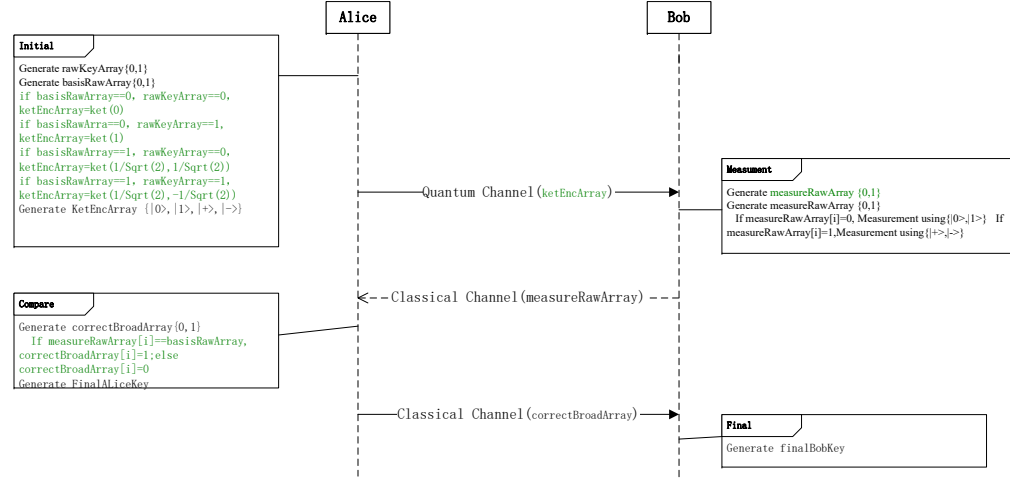 Alice
Bob
Initial
Generate rawKeyArray{0,1}
Generate basisRawArray{0,1}
if basisRawArray==0, rawKeyArray==0,
ketEncArray=ket(0)
if basisRawArra==0, rawKeyArray==1,
ketEncArray=ket(1)
if basisRawArray==1, rawKeyArray==0,
ketEncArray=ket(1/Sqrt(2),1/Sqrt(2))
if basisRawArray==1, rawKeyArray==1,
ketEncArray=ket(1/Sqrt(2),-1/Sqrt(2))
Generate KetEncArray {|0>,|1>,|+>,|->}
Quantum Channel(ketEncArray)
Measument
Generate measureRawArray {0,1}
Generate measureRawArray {0,1}
If measureRawArray[i]=0, Measurement using{|0>,|1>} If
measureRawArray[i]=1,Measurement using{|+>,|->}
Classical Channel(measureRawArray)
Compare
Generate correctBroadArray{0,1}
If measureRawArray[i]==basisRawArray,
correctBroadArray[i]=1;else
correctBroadArray[i]=0
Generate FinalALiceKey
Classical Channel(correctBroadArray)
Final
Generate finalBobKey